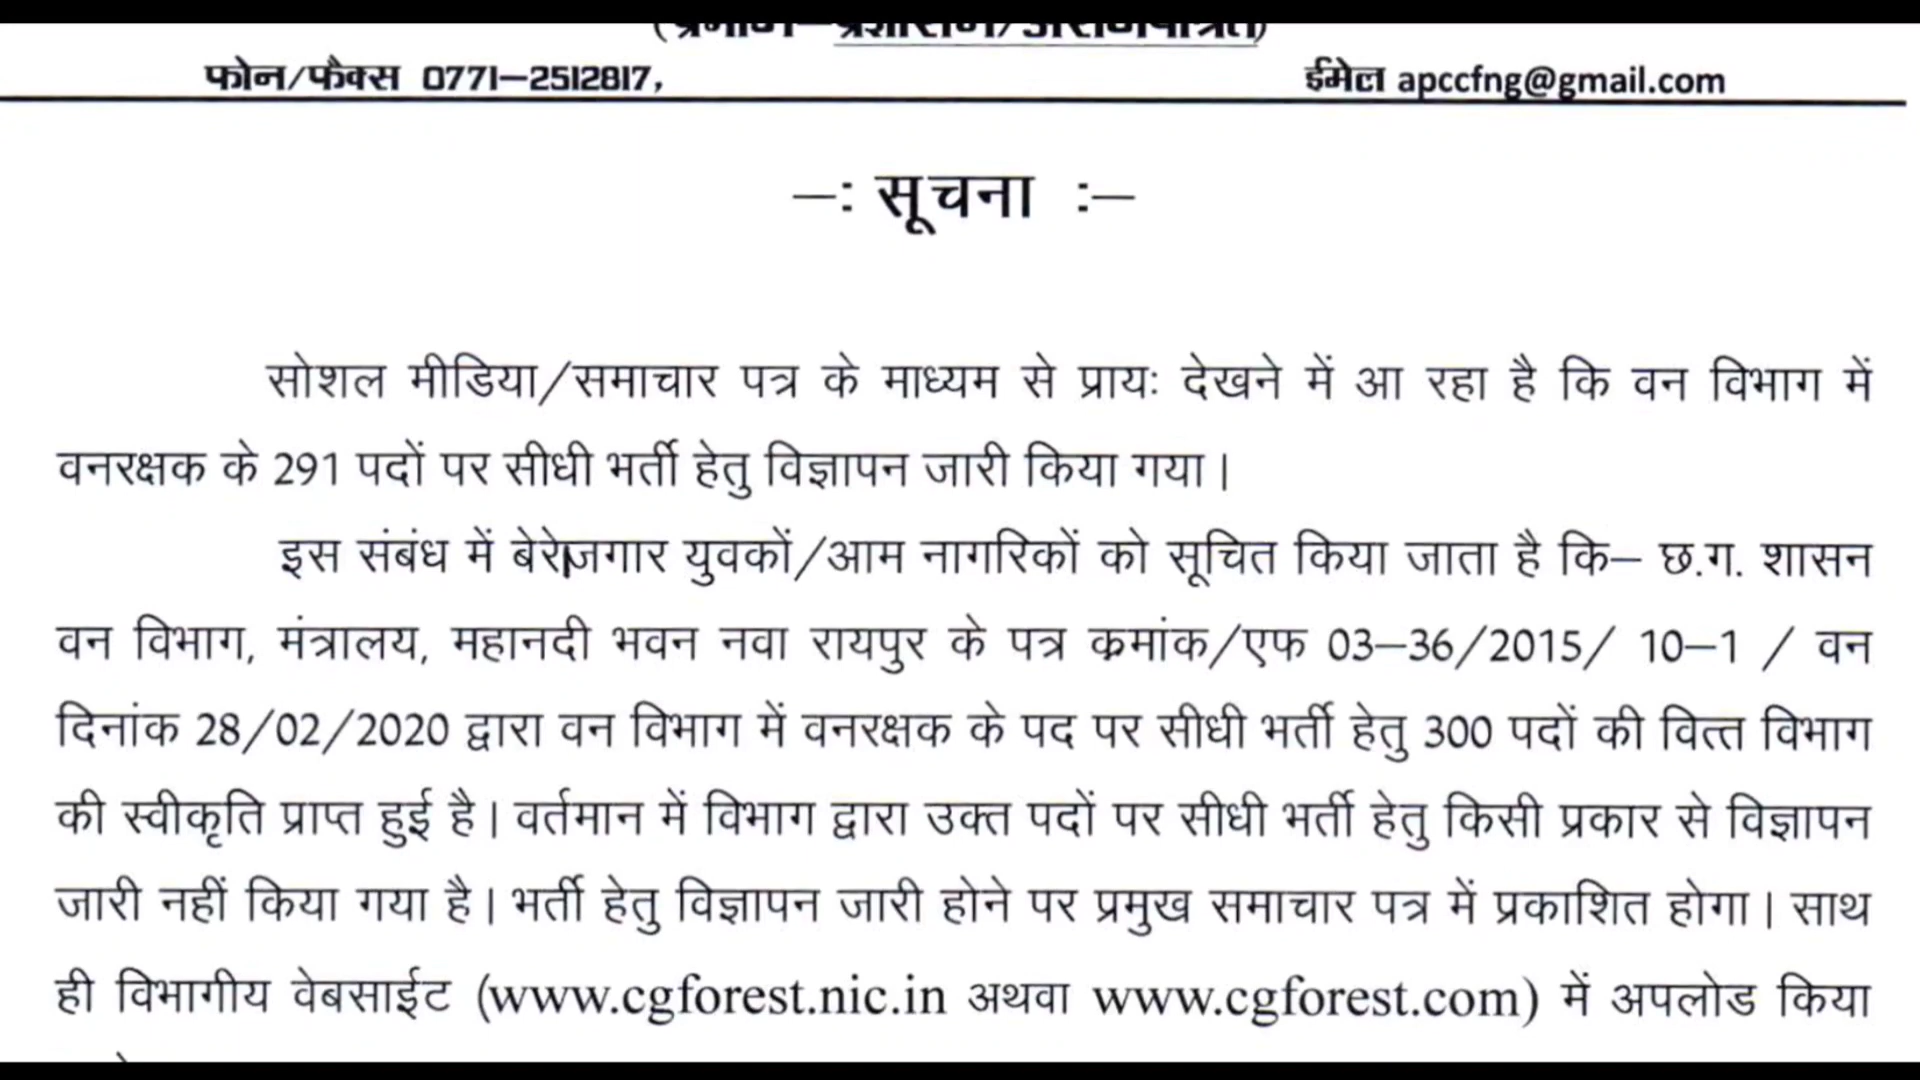 फोन/फैक्स 0771–2512817,
ईमेल apccfng@gmail.com
–: सूचना :–
सोशल मीडिया/समाचार पत्र के माध्यम से प्रायः देखने में आ रहा है कि वन विभाग में
वनरक्षक के 291 पदों पर सीधी भर्ती हेतु विज्ञापन जारी किया गया।
इस संबंध में बेरोजगार युवकों/आम नागरिकों को सूचित किया जाता है कि– छ.ग. शासन
वन विभाग, मंत्रालय, महानदी भवन नवा रायपुर के पत्र कमांक/एफ 03–36/2015/ 10–1 / वन
दिनांक 28/02/2020 द्वारा वन विभाग में वनरक्षक के पद पर सीधी भर्ती हेतु 300 पदों की वित्त विभाग
की स्वीकृति प्राप्त हुई है। वर्तमान में विभाग द्वारा उक्त पदों पर सीधी भर्ती हेतु किसी प्रकार से विज्ञापन
जारी नहीं किया गया है। भर्ती हेतु विज्ञापन जारी होने पर प्रमुख समाचार पत्र में प्रकाशित होगा। साथ
ही विभागीय वेबसाईट (www.cgforest.nic.in अथवा www.cgforest.com) में अपलोड किया